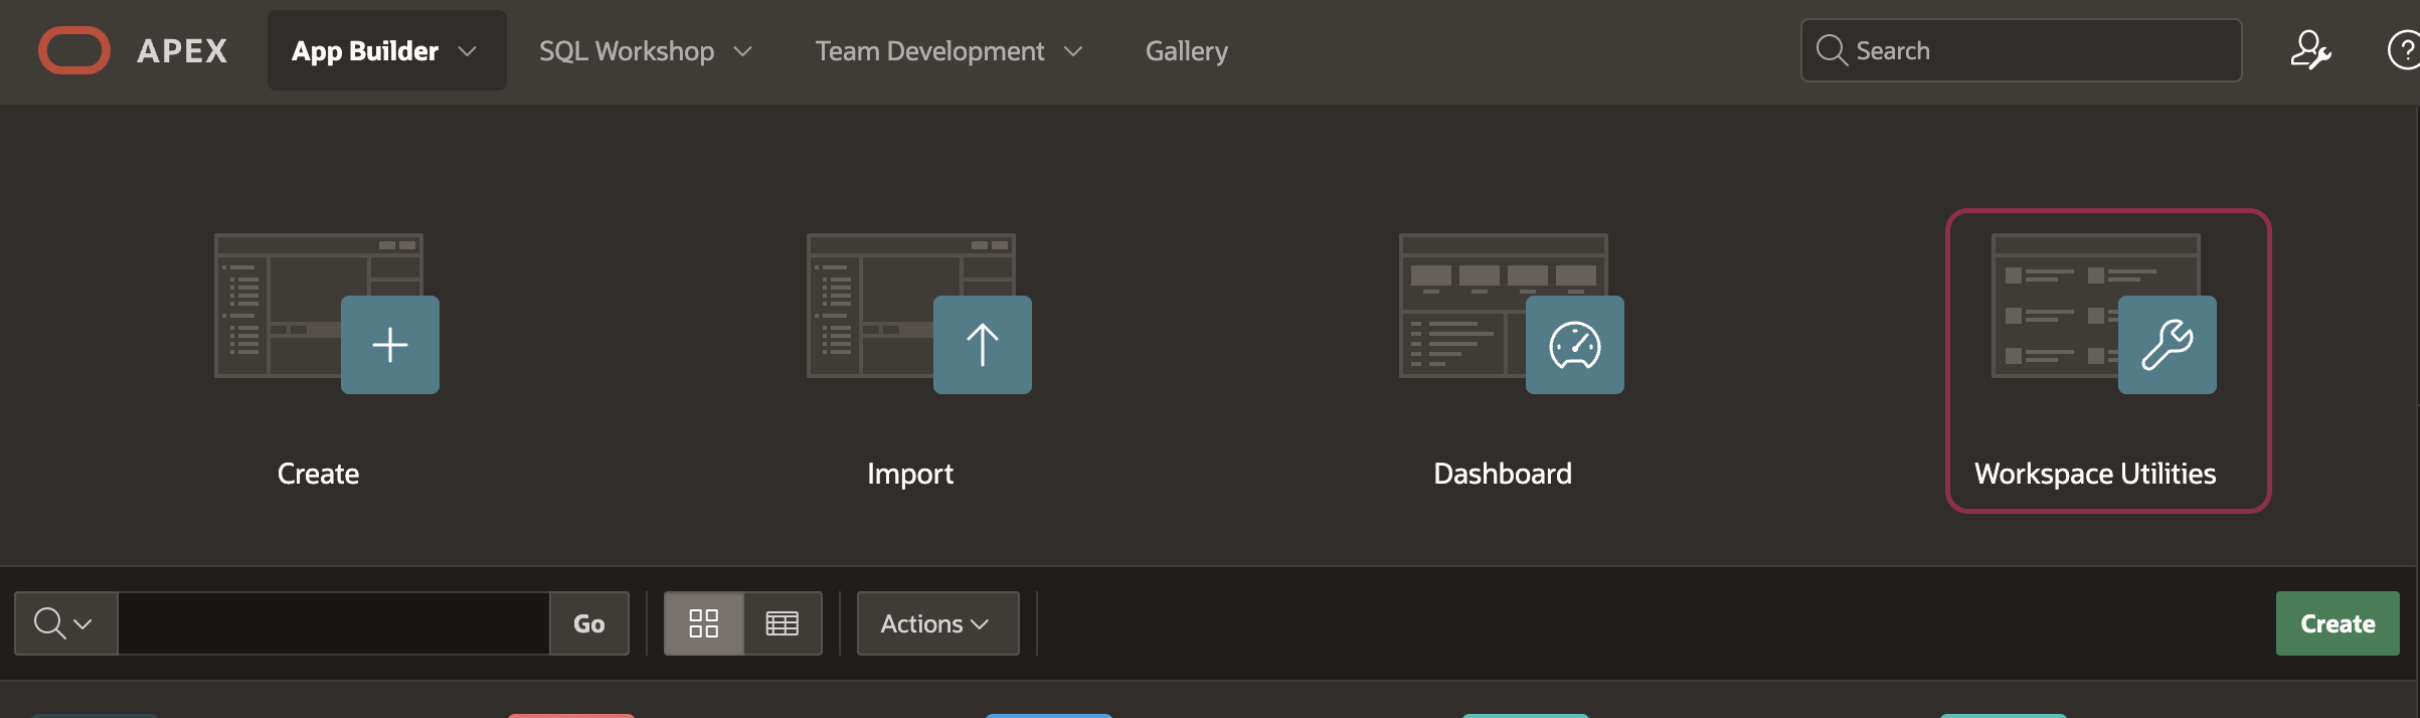 APEX App Builder SQL Workshop Team Development Gallery Search ?
Create Import Dashboard Workspace Utilities
Go Actions Create